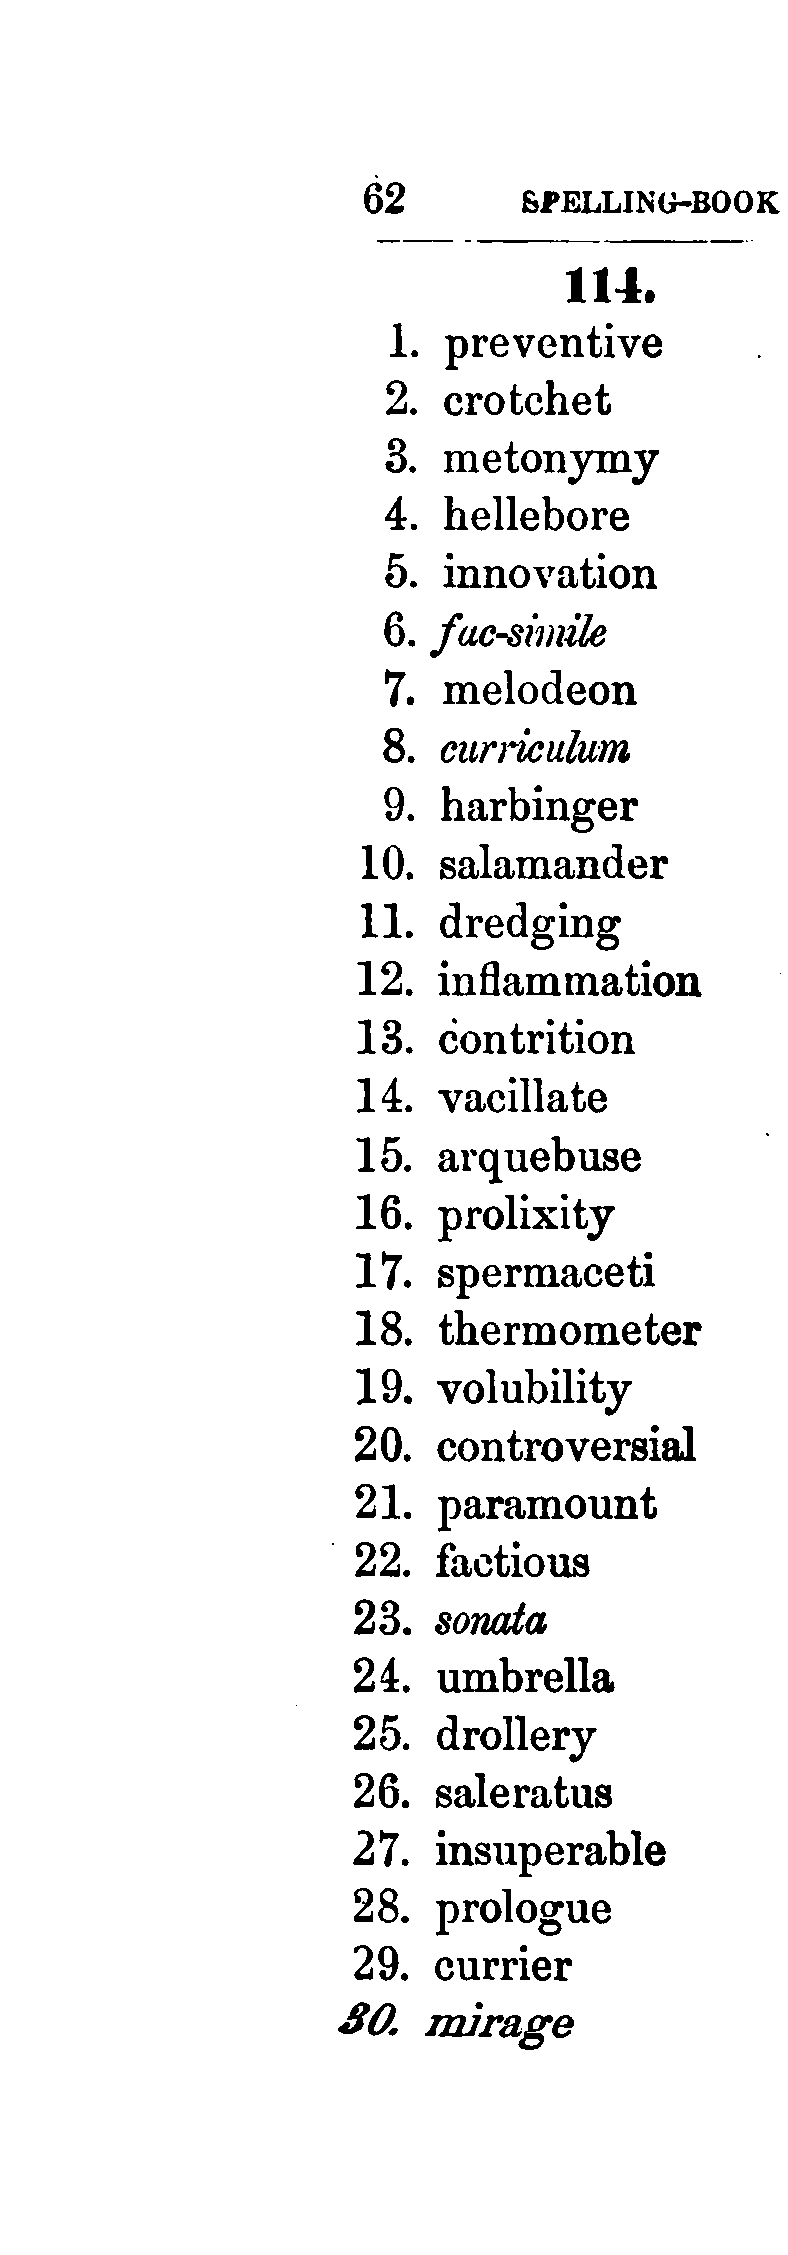 62 SPELLING-BOOK
114.
1. preventive
2. crotchet
3. metonymy
4. hellebore
5. innovation
6. fac-simile
7. melodeon
8. curriculum
9. harbinger
10. salamander
11. dredging
12. inflammation
13. contrition
14. vacillate
15. arquebuse
16. prolixity
17. spermaceti
18. thermometer
19. volubility
20. controversial
21. paramount
22. factious
23. sonata
24. umbrella
25. drollery
26. saleratus
27. insuperable
28. prologue
29. currier
30. mirage